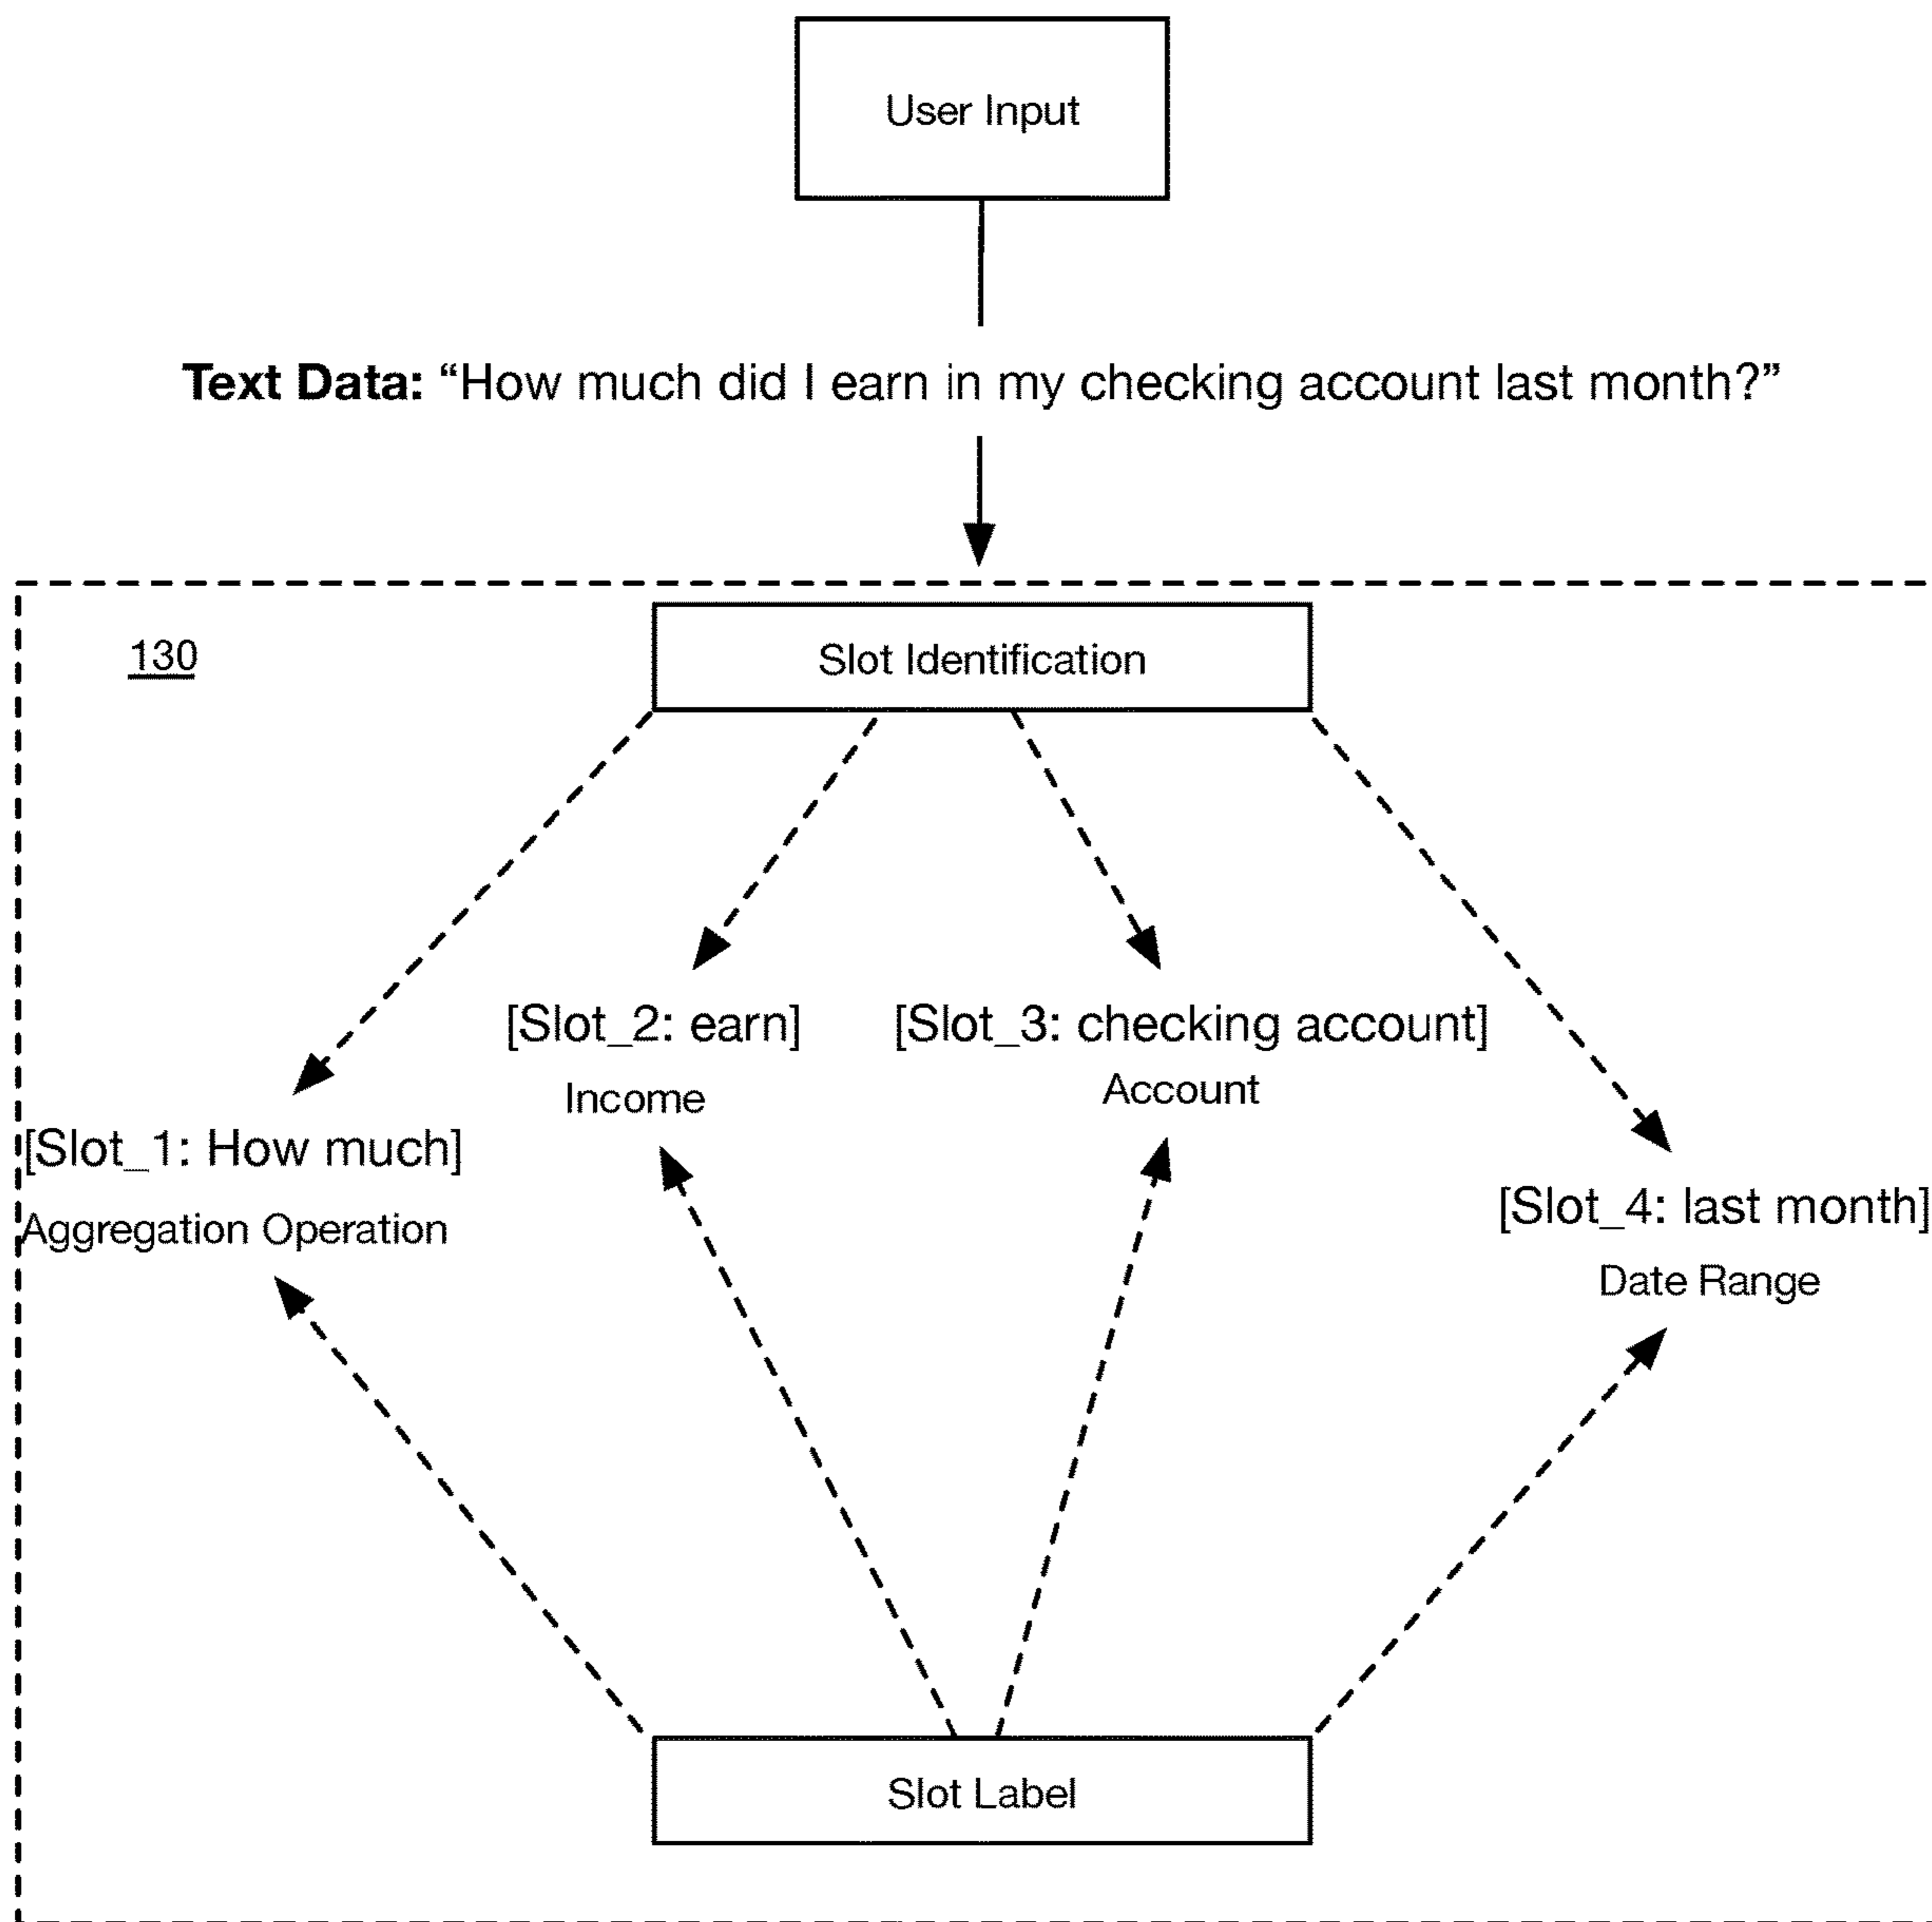 User Input
Text Data: “How much did I earn in my checking account last month?”
130
Slot Identification
[Slot_2: earn]
Income
[Slot_3: checking account]
Account
[Slot_1: How much]
Aggregation Operation
[Slot_4: last month]
Date Range
Slot Label